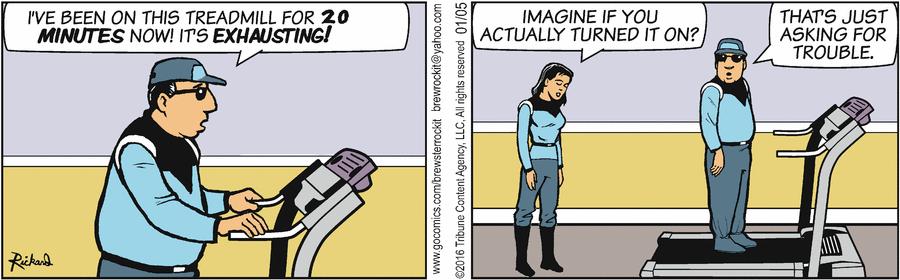 I'VE BEEN ON THIS TREADMILL FOR 20
MINUTES NOW! IT'S EXHAUSTING!
Rickard
www.gocomics.com/brewsterrockit brewrockit@yahoo.com
©2016 Tribune Content Agency, LLC, All rights reserved 01/05
IMAGINE IF YOU
ACTUALLY TURNED IT ON?
THAT'S JUST
ASKING FOR
TROUBLE.